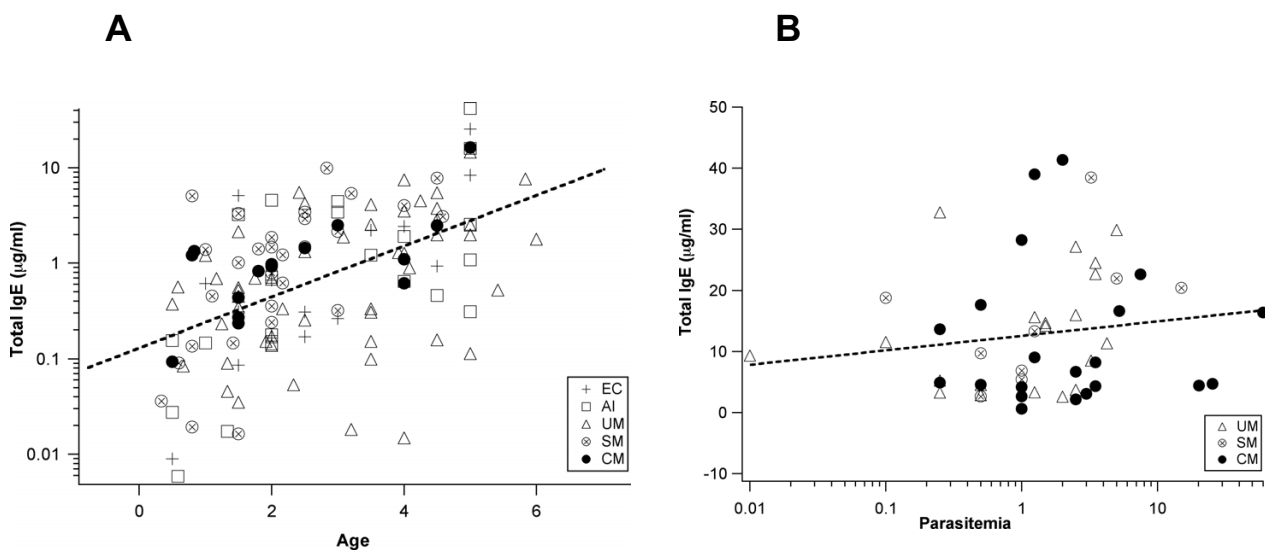 A
Total IgE (μg/ml)
10
1
0.1
0.01
0 2 4 6
Age
EC
AI
UM
SM
CM
B
Total IgE (μg/ml)
50
40
30
20
10
0
-10
0.01 0.1 1 10
Parasitemia
UM
SM
CM